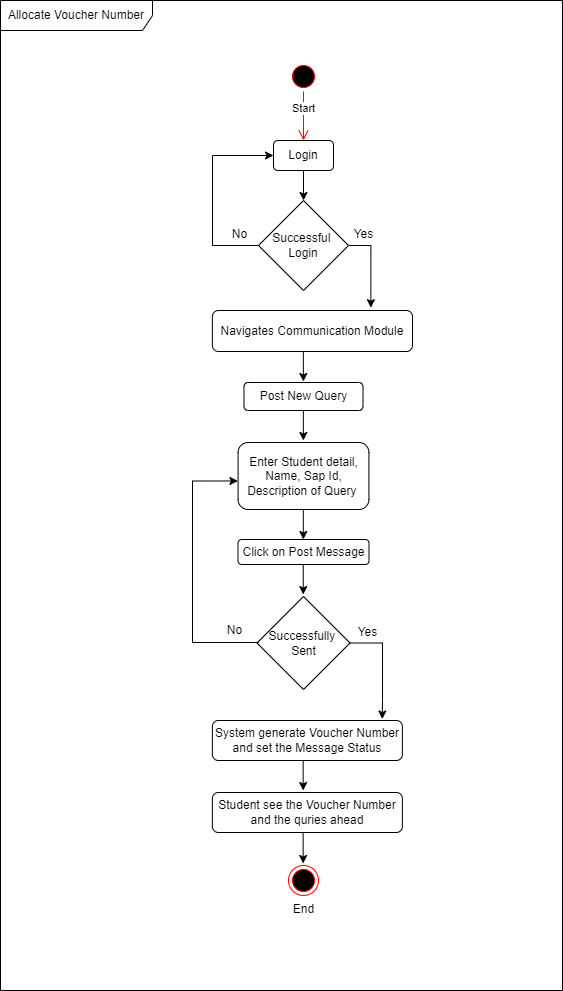 Allocate Voucher Number
Start
Login
No
Successful
Login
Yes
Navigates Communication Module
Post New Query
Enter Student detail,
Name, Sap Id,
Description of Query
Click on Post Message
No
Successfully
Sent
Yes
System generate Voucher Number
and set the Message Status
Student see the Voucher Number
and the quries ahead
End